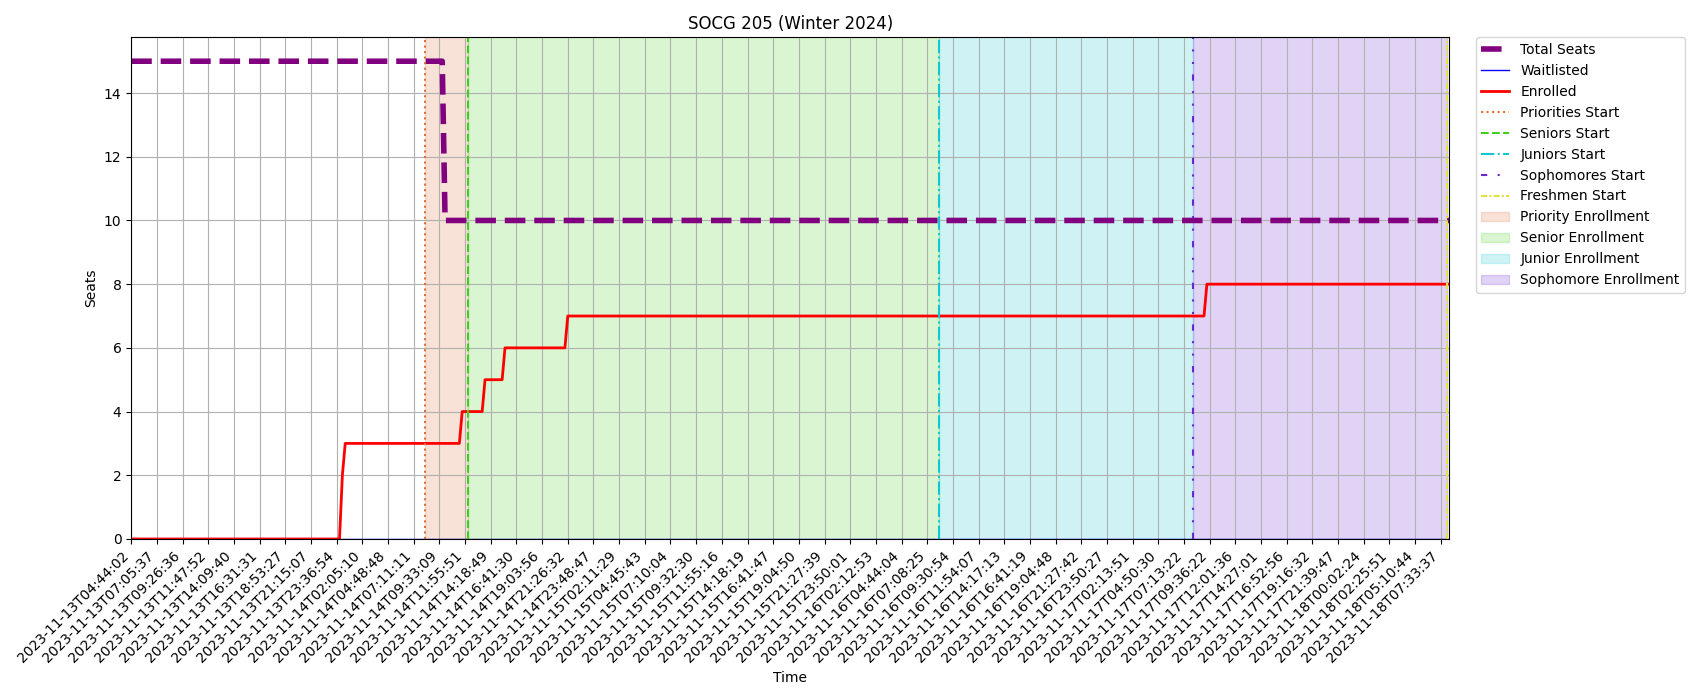 SOCG 205 (Winter 2024)
Total Seats
Waitlisted
Enrolled
Priorities Start
Seniors Start
Juniors Start
Sophomores Start
Freshmen Start
Priority Enrollment
Senior Enrollment
Junior Enrollment
Sophomore Enrollment
Seats
14
12
10
8
6
4
2
0
2023-11-13T04:44:02
2023-11-13T07:05:37
2023-11-13T09:26:36
2023-11-13T11:47:52
2023-11-13T14:09:40
2023-11-13T16:31:31
2023-11-13T18:53:27
2023-11-13T21:15:07
2023-11-13T23:36:54
2023-11-14T02:05:10
2023-11-14T04:48:48
2023-11-14T07:11:11
2023-11-14T09:33:09
2023-11-14T11:55:51
2023-11-14T14:18:49
2023-11-14T16:41:30
2023-11-14T19:03:56
2023-11-14T21:26:32
2023-11-14T23:48:47
2023-11-15T02:11:29
2023-11-15T04:45:43
2023-11-15T07:10:04
2023-11-15T09:32:30
2023-11-15T11:55:16
2023-11-15T14:18:19
2023-11-15T16:41:47
2023-11-15T19:04:50
2023-11-15T21:27:39
2023-11-15T23:50:01
2023-11-16T02:12:53
2023-11-16T04:44:04
2023-11-16T07:08:25
2023-11-16T09:30:54
2023-11-16T11:54:07
2023-11-16T14:17:13
2023-11-16T16:41:19
2023-11-16T19:04:48
2023-11-16T21:27:42
2023-11-16T23:50:27
2023-11-17T02:13:51
2023-11-17T04:50:30
2023-11-17T07:13:22
2023-11-17T09:36:22
2023-11-17T12:01:36
2023-11-17T14:27:01
2023-11-17T16:52:56
2023-11-17T19:16:32
2023-11-17T21:39:47
2023-11-18T00:02:24
2023-11-18T02:25:51
2023-11-18T05:10:44
2023-11-18T07:33:37
Time